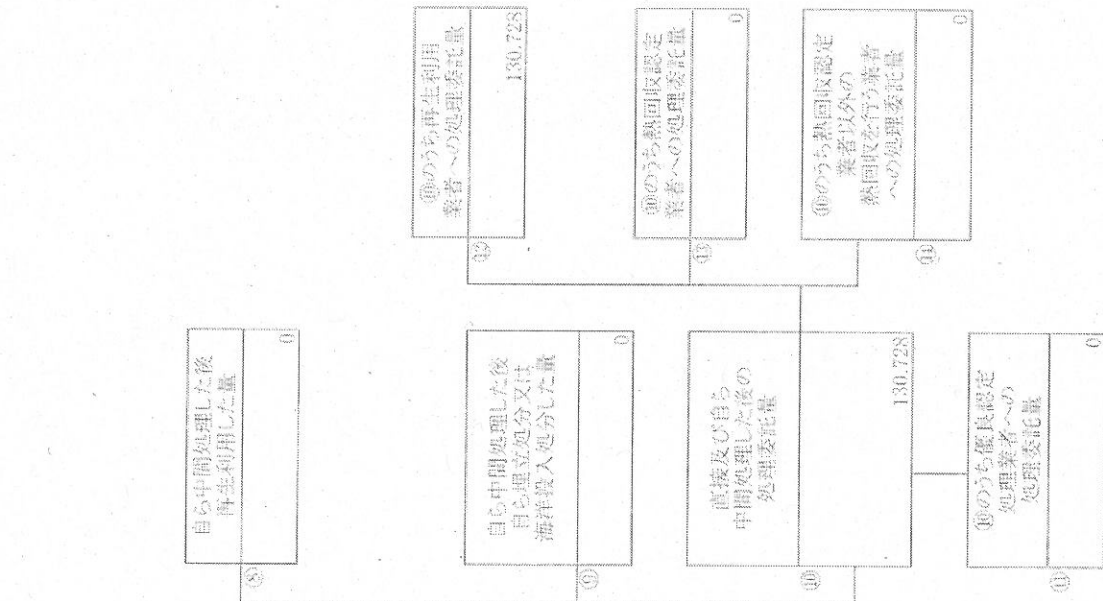 ⑧
自ら中間処理した後
再生利用した量
0
⑨
自ら中間処理した後
自ら埋立処分又は
海洋投入処分した量
0
⑩
直接及び自ら
中間処理した後の
処理委託量
130.728
⑪
⑩のうち優良認定
処理業者への
処理委託量
0
⑫
⑩のうち再生利用
業者への処理委託量
130.728
⑬
⑩のうち熱回収認定
業者への処理委託量
0
⑭
⑩のうち熱回収認定
業者以外の
熱回収を行う業者
への処理委託量
0